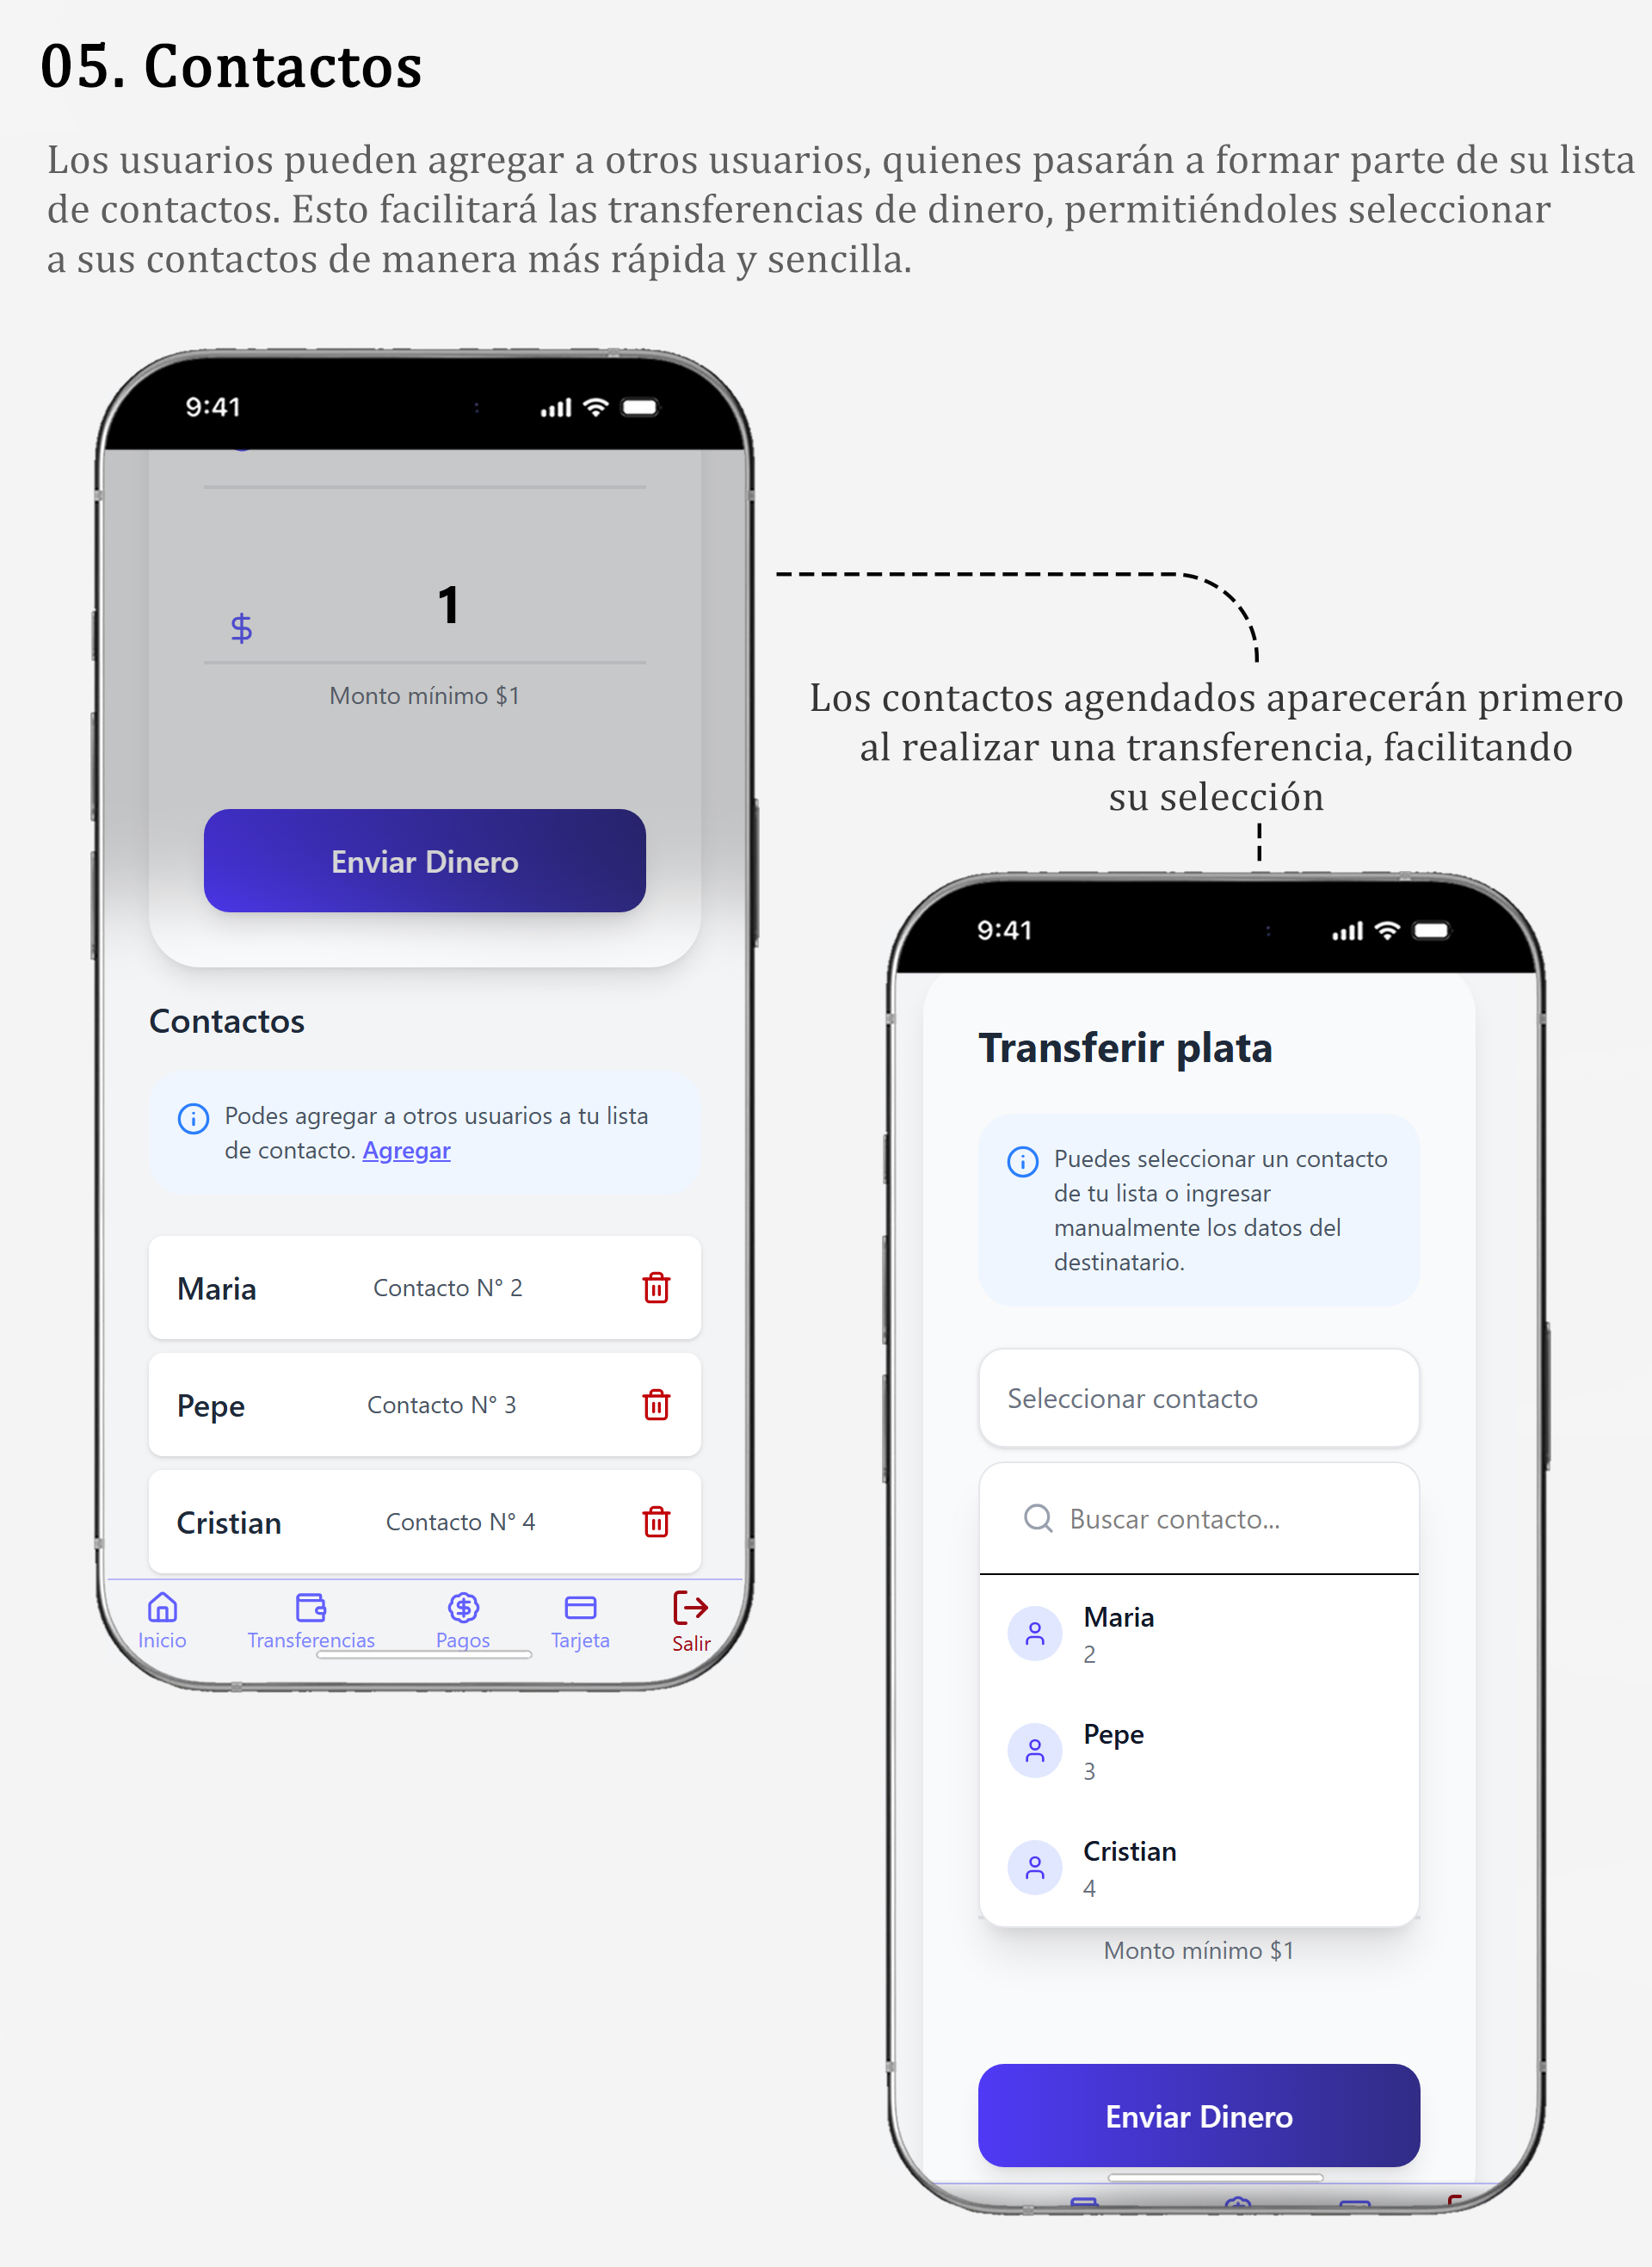 05. Contactos
Los usuarios pueden agregar a otros usuarios, quienes pasarán a formar parte de su lista
de contactos. Esto facilitará las transferencias de dinero, permitiéndoles seleccionar
a sus contactos de manera más rápida y sencilla.
9:41
$
1
Monto mínimo $1
Enviar Dinero
Contactos
Podes agregar a otros usuarios a tu lista
de contacto. Agregar
Maria Contacto N° 2
Pepe Contacto N° 3
Cristian Contacto N° 4
Inicio Transferencias Pagos Tarjeta Salir
Los contactos agendados aparecerán primero
al realizar una transferencia, facilitando
su selección
9:41
Transferir plata
Puedes seleccionar un contacto
de tu lista o ingresar
manualmente los datos del
destinatario.
Seleccionar contacto
Buscar contacto...
Maria
2
Pepe
3
Cristian
4
Monto mínimo $1
Enviar Dinero